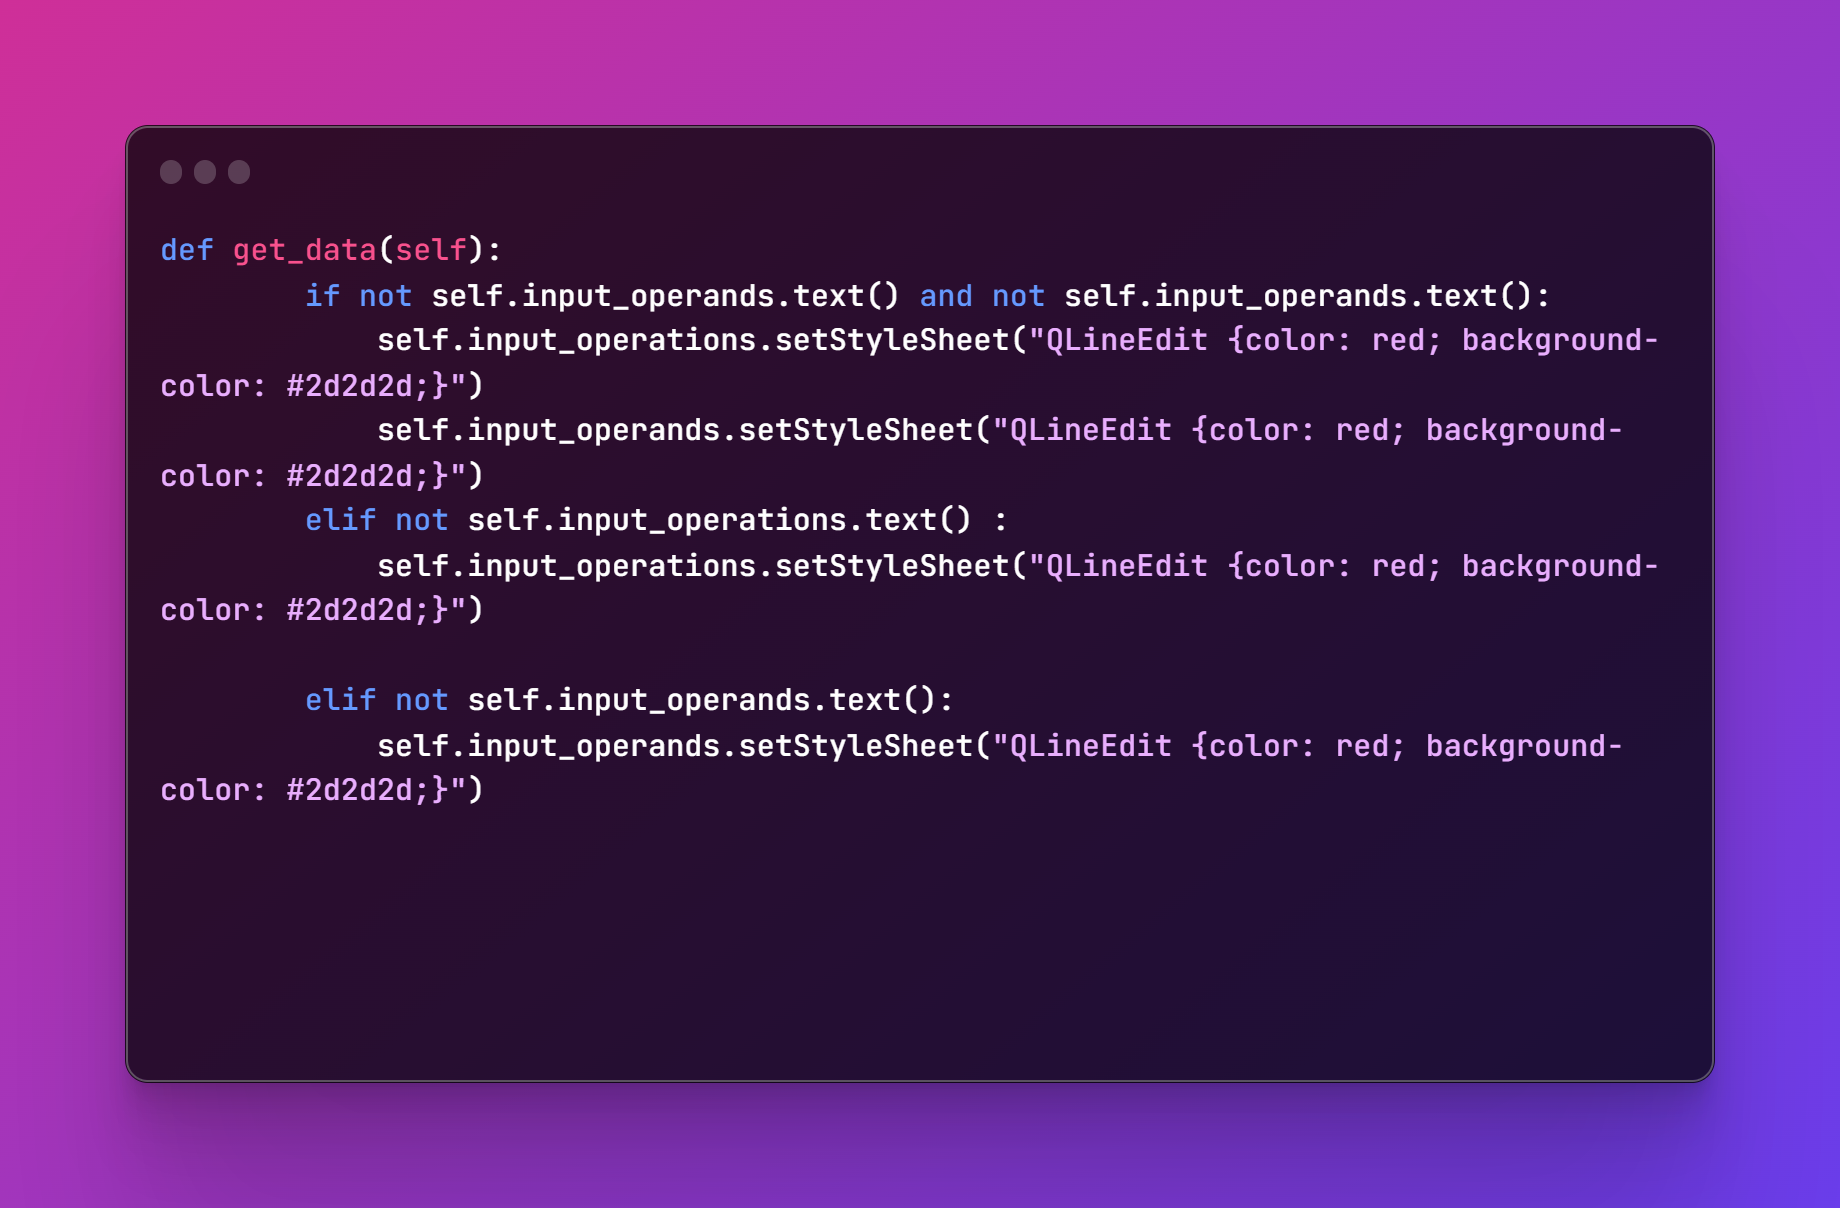 def get_data(self):
        if not self.input_operands.text() and not self.input_operands.text():
            self.input_operations.setStyleSheet("QLineEdit {color: red; background-
color: #2d2d2d;}")
            self.input_operands.setStyleSheet("QLineEdit {color: red; background-
color: #2d2d2d;}")
        elif not self.input_operations.text() :
            self.input_operations.setStyleSheet("QLineEdit {color: red; background-
color: #2d2d2d;}")

        elif not self.input_operands.text():
            self.input_operands.setStyleSheet("QLineEdit {color: red; background-
color: #2d2d2d;}")